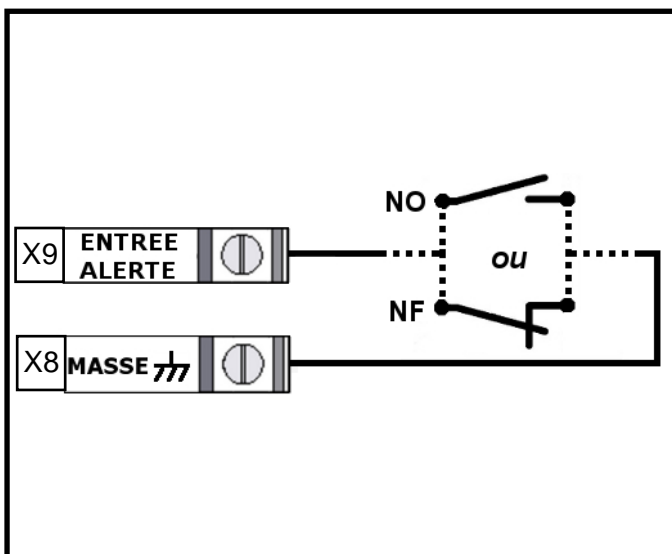 NO
X9 ENTREE
ALERTE
ou
NF
X8 MASSE